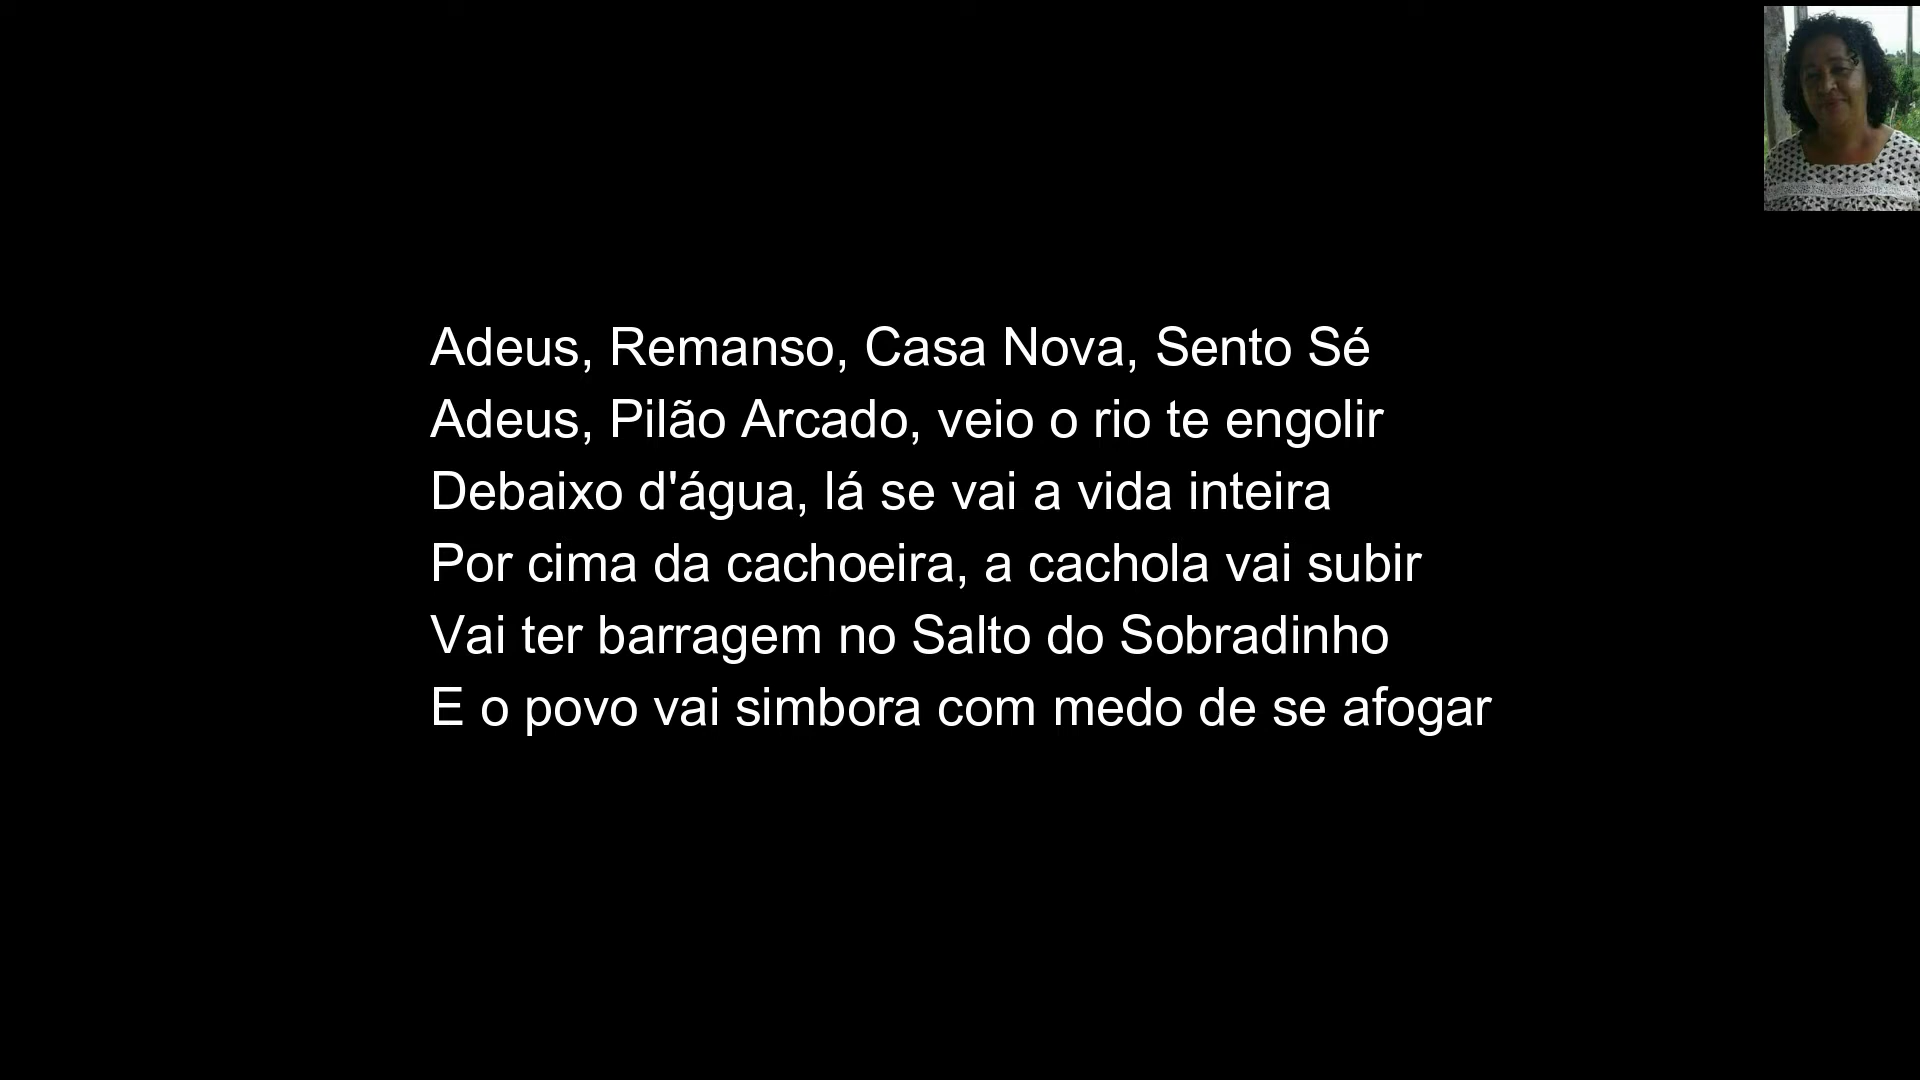 Adeus, Remanso, Casa Nova, Sento Sé
Adeus, Pilão Arcado, veio o rio te engolir
Debaixo d'água, lá se vai a vida inteira
Por cima da cachoeira, a cachola vai subir
Vai ter barragem no Salto do Sobradinho
E o povo vai simbora com medo de se afogar